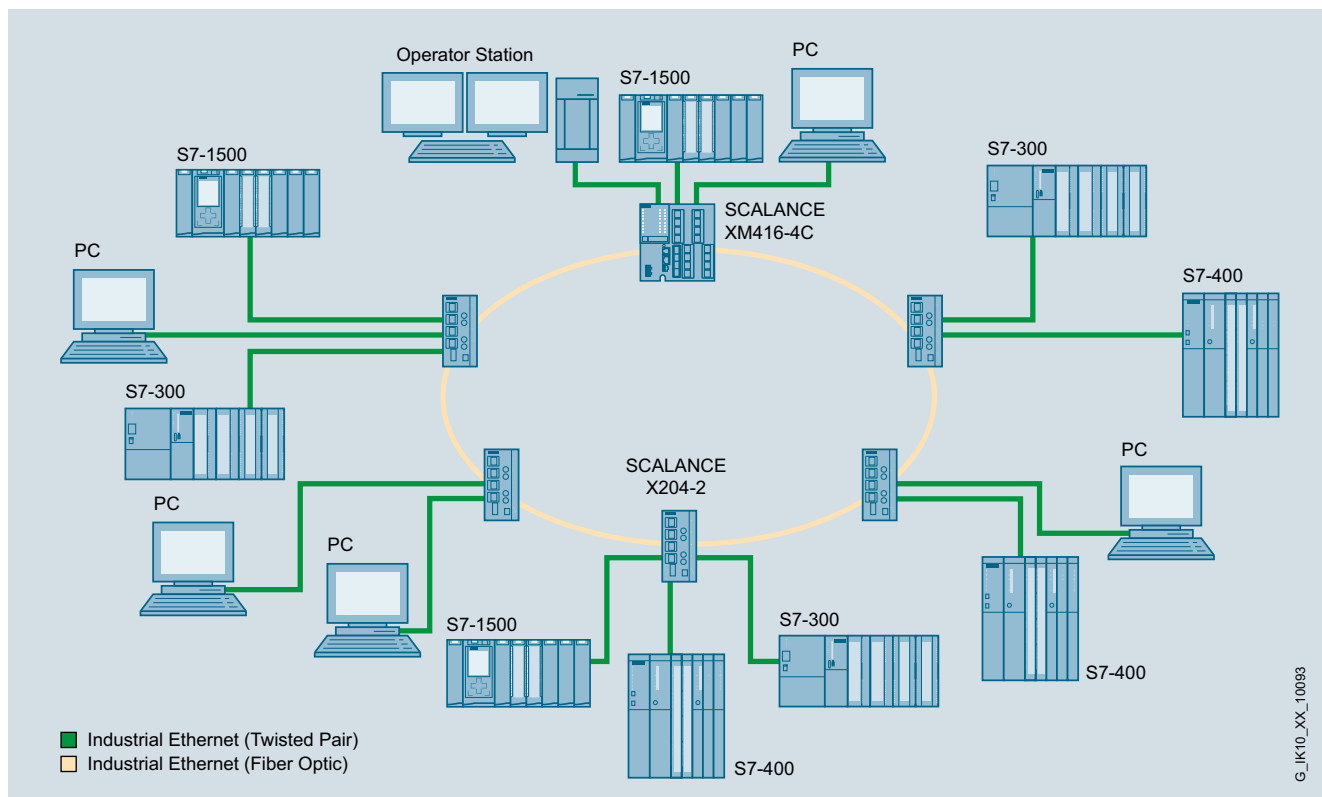 Operator Station
PC
S7-1500
S7-1500
S7-300
SCALANCE
XM416-4C
PC
S7-400
S7-300
PC
SCALANCE
X204-2
PC
PC
S7-1500
S7-300
S7-400
S7-400
Industrial Ethernet (Twisted Pair)
Industrial Ethernet (Fiber Optic)
G_IK10_XX_10093